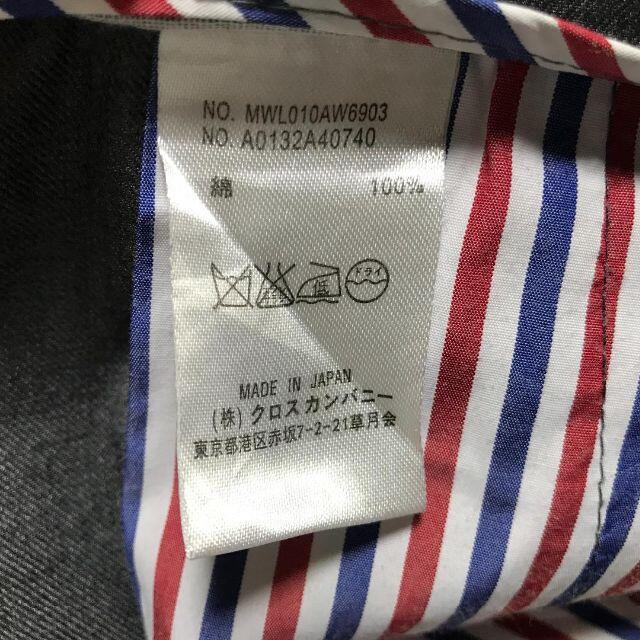 NO. MWL010AW6903
NO. A0132A40740
綿 100%
低 ドライ
MADE IN JAPAN
(株) クロスカンパニー
東京都港区赤坂7-2-21草月会